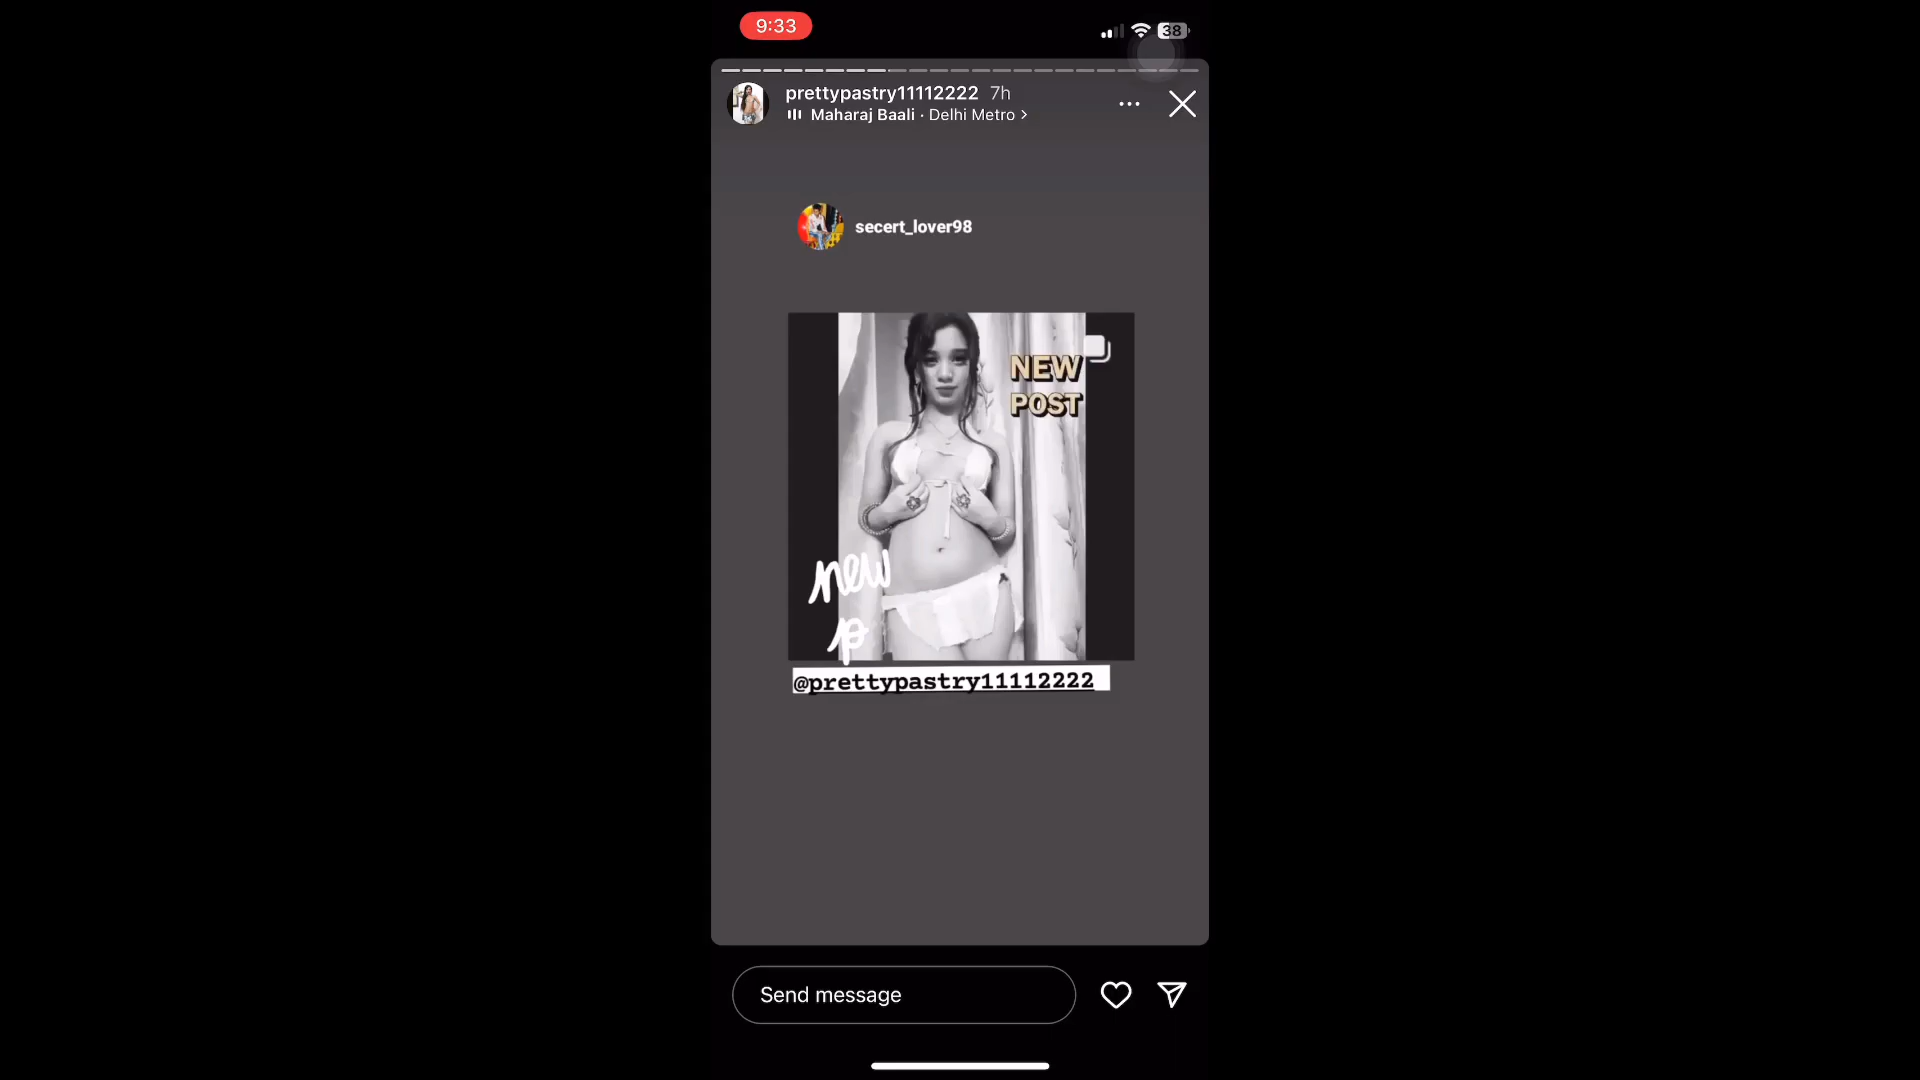 9:33
38
prettypastry11112222 7h
Maharaj Baali · Delhi Metro >
secert_lover98
NEW
POST
new
p
@prettypastry11112222
Send message